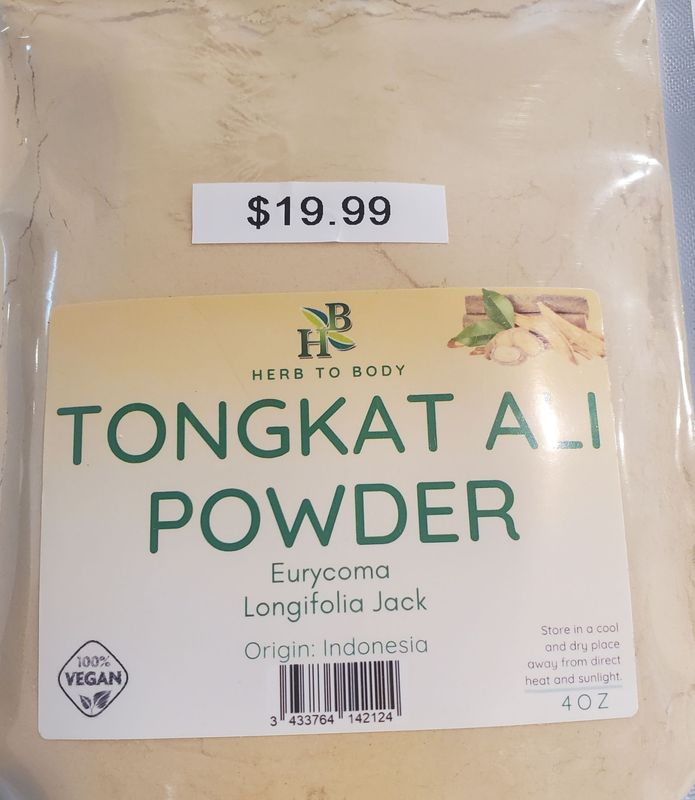 $19.99
HB
HERB TO BODY
TONGKAT ALI
POWDER
Eurycoma
Longifolia Jack
Origin: Indonesia
3 433764 142124
100%
VEGAN
Store in a cool
and dry place
away from direct
heat and sunlight.
4 OZ